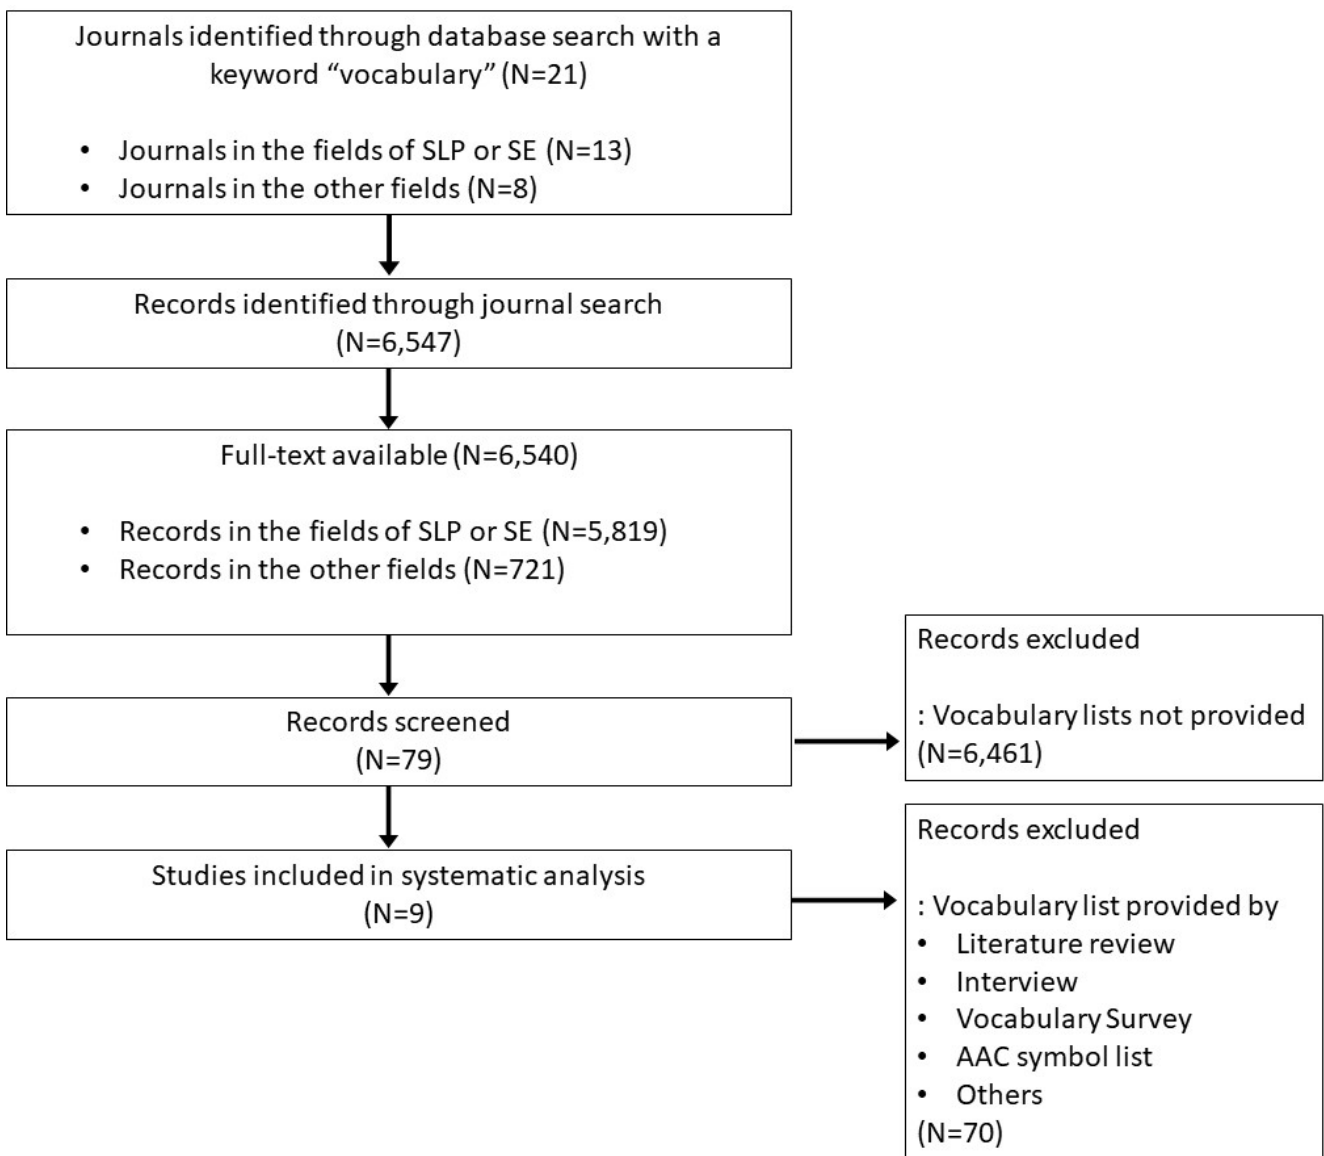 Journals identified through database search with a
keyword “vocabulary” (N=21)
• Journals in the fields of SLP or SE (N=13)
• Journals in the other fields (N=8)
Records identified through journal search
(N=6,547)
Full-text available (N=6,540)
• Records in the fields of SLP or SE (N=5,819)
• Records in the other fields (N=721)
Records screened
(N=79)
Records excluded
: Vocabulary lists not provided
(N=6,461)
Studies included in systematic analysis
(N=9)
Records excluded
: Vocabulary list provided by
• Literature review
• Interview
• Vocabulary Survey
• AAC symbol list
• Others
(N=70)